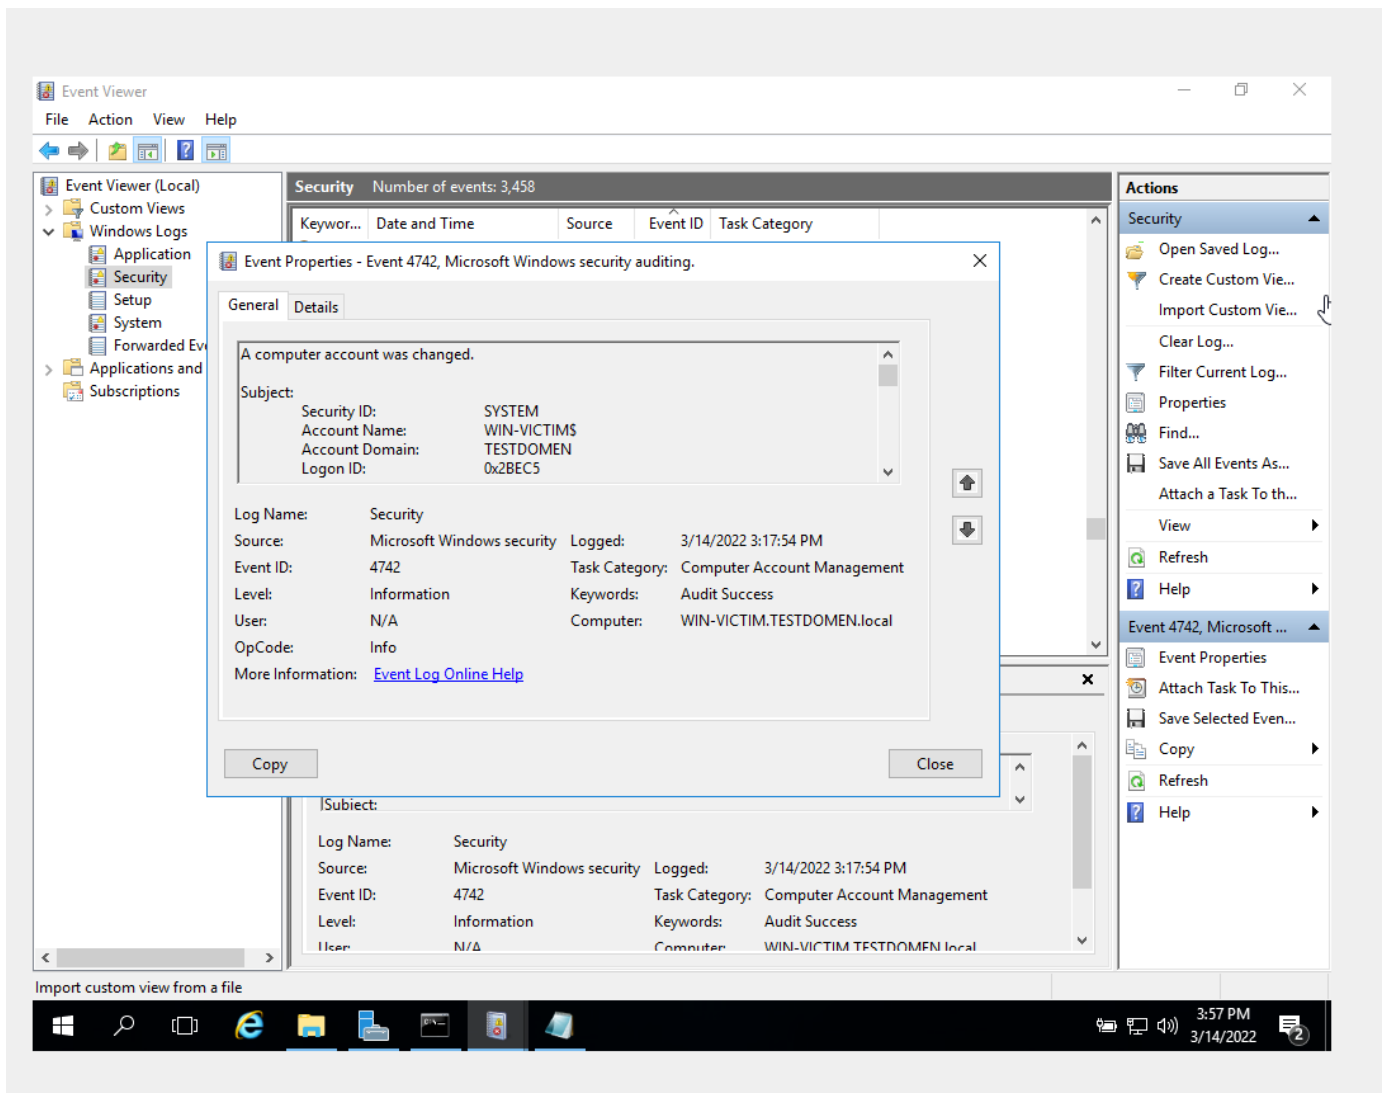 Event Viewer
File Action View Help
Event Viewer (Local)
Custom Views
Windows Logs
Application
Security
Setup
System
Forwarded Eve
Applications and
Subscriptions
Security Number of events: 3,458
Keywor... Date and Time Source Event ID Task Category
Event Properties - Event 4742, Microsoft Windows security auditing.
General Details
A computer account was changed.
Subject:
Security ID: SYSTEM
Account Name: WIN-VICTIM$
Account Domain: TESTDOMEN
Logon ID: 0x2BEC5
Log Name: Security
Source: Microsoft Windows security Logged: 3/14/2022 3:17:54 PM
Event ID: 4742 Task Category: Computer Account Management
Level: Information Keywords: Audit Success
User: N/A Computer: WIN-VICTIM.TESTDOMEN.local
OpCode: Info
More Information: Event Log Online Help
Copy Close
Subject:
Log Name: Security
Source: Microsoft Windows security Logged: 3/14/2022 3:17:54 PM
Event ID: 4742 Task Category: Computer Account Management
Level: Information Keywords: Audit Success
User: N/A Computer: WIN-VICTIM.TESTDOMEN.local
Actions
Security
Open Saved Log...
Create Custom Vie...
Import Custom Vie...
Clear Log...
Filter Current Log...
Properties
Find...
Save All Events As...
Attach a Task To th...
View
Refresh
Help
Event 4742, Microsoft ...
Event Properties
Attach Task To This...
Save Selected Even...
Copy
Refresh
Help
Import custom view from a file
3:57 PM
3/14/2022
2